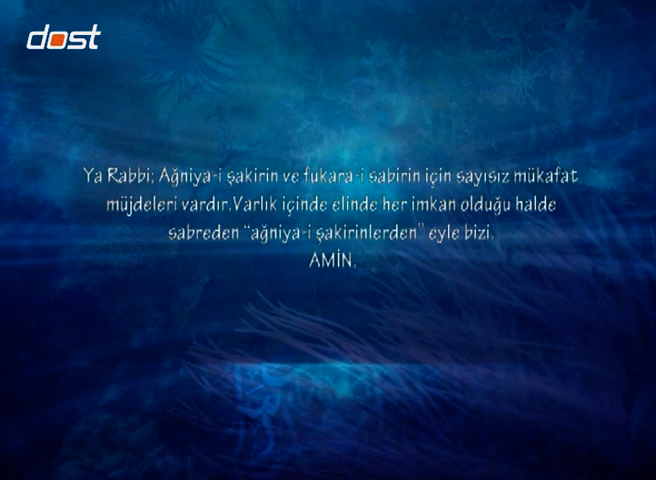 dost
Ya Rabbi; Ağniya-i şakirin ve fukara-i sabirin için sayısız mükafat
müjdeleri vardır.Varlık içinde elinde her imkan olduğu halde
sabreden “ağniya-i şakirinlerden” eyle bizi.
AMİN.